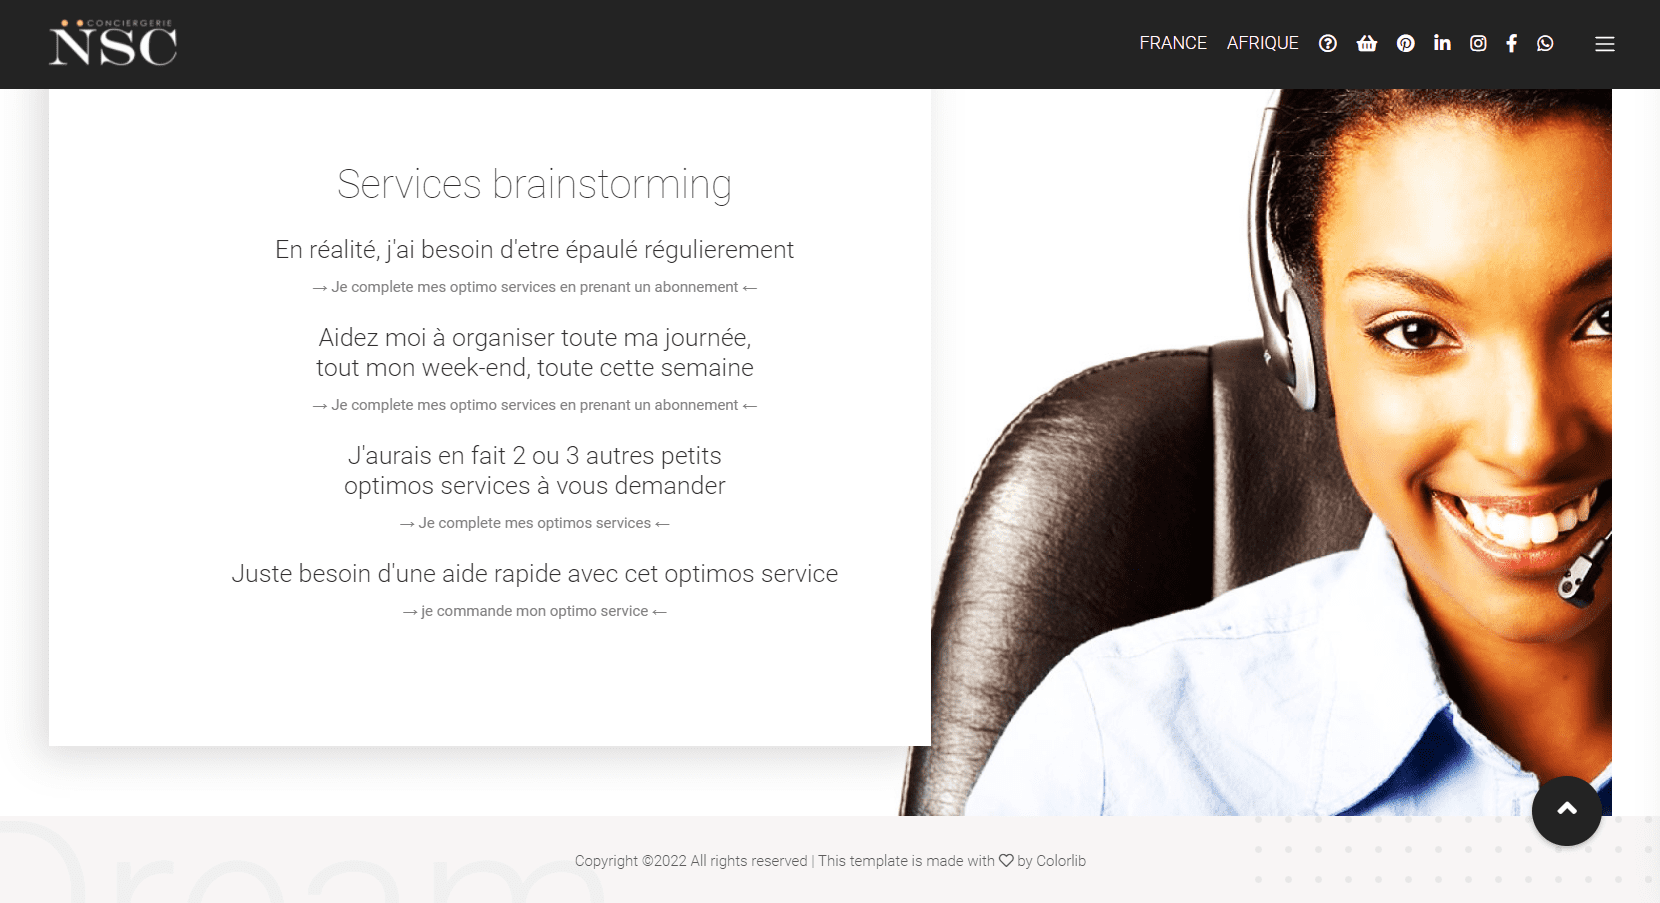 CONCIERGERIE
NSC
FRANCE AFRIQUE
Services brainstorming
En réalité, j'ai besoin d'etre épaulé régulierement
→ Je complete mes optimo services en prenant un abonnement ←
Aidez moi à organiser toute ma journée,
tout mon week-end, toute cette semaine
→ Je complete mes optimo services en prenant un abonnement ←
J'aurais en fait 2 ou 3 autres petits
optimos services à vous demander
→ Je complete mes optimos services ←
Juste besoin d'une aide rapide avec cet optimos service
→ je commande mon optimo service ←
Dream
Copyright ©2022 All rights reserved | This template is made with ♡ by Colorlib